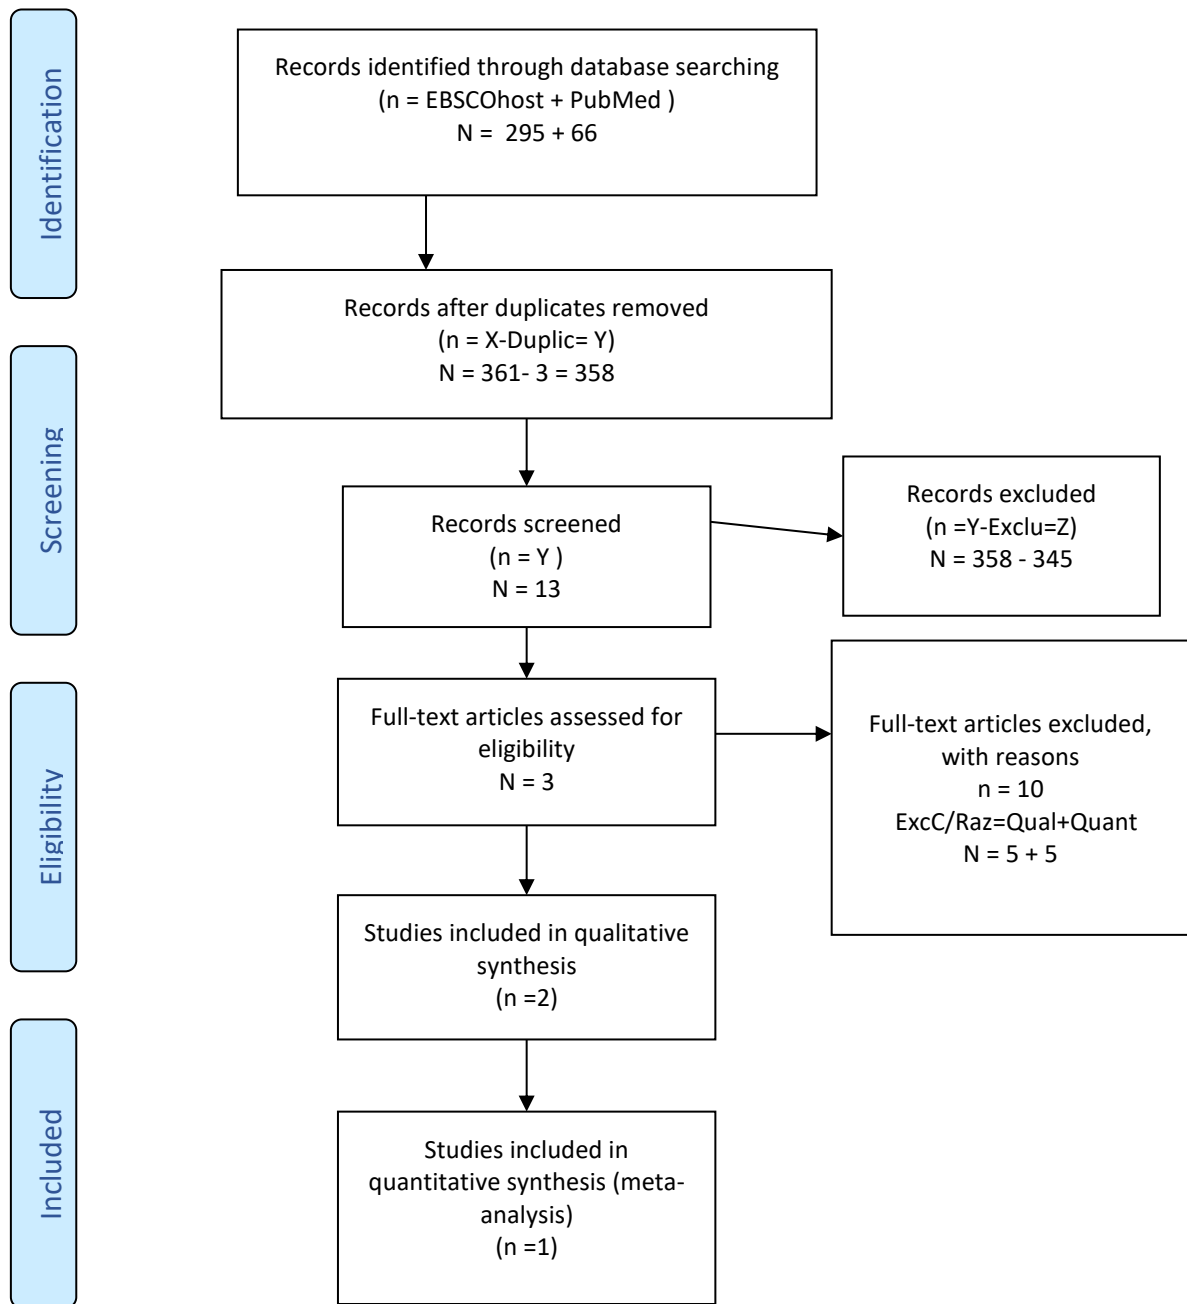 Identification
Records identified through database searching
(n = EBSCOhost + PubMed )
N =  295 + 66
Records after duplicates removed
(n = X-Duplic= Y)
N = 361- 3 = 358
Screening
Records screened
(n = Y )
N = 13
Records excluded
(n =Y-Exclu=Z)
N = 358 - 345
Eligibility
Full-text articles assessed for
eligibility
N = 3
Full-text articles excluded,
with reasons
n = 10
ExcC/Raz=Qual+Quant
N = 5 + 5
Studies included in qualitative
synthesis
(n =2)
Included
Studies included in
quantitative synthesis (meta-
analysis)
(n =1)